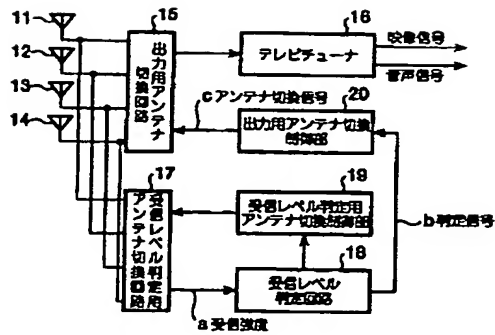 11
12
13
14
15
出力用アンテナ
切換回路
16
テレビチューナ
映像信号
音声信号
cアンテナ切換信号
20
出力用アンテナ切換
制御部
17
受信レベル判定用
アンテナ切換回路
19
受信レベル判定用
アンテナ切換制御部
b判定信号
18
受信レベル
判定回路
a受信強度